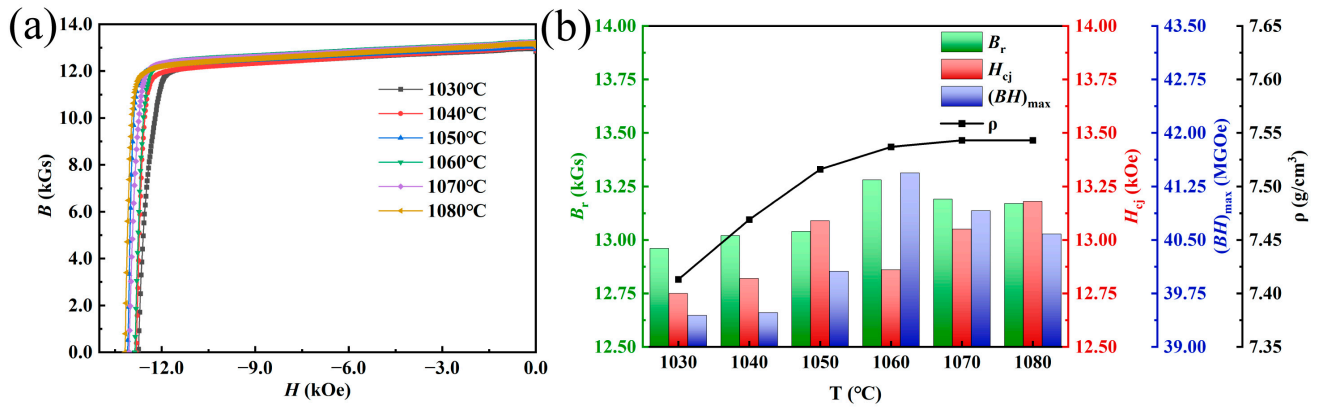 (a)
14.0
12.0
10.0
8.0
6.0
4.0
2.0
0.0
B (kGs)
1030℃
1040℃
1050℃
1060℃
1070℃
1080℃
−12.0 −9.0 −6.0 −3.0 0.0
H (kOe)
(b)
14.00
13.75
13.50
13.25
13.00
12.75
12.50
Br (kGs)
Br
Hcj
(BH)max
ρ
1030 1040 1050 1060 1070 1080
T (℃)
14.00
13.75
13.50
13.25
13.00
12.75
12.50
Hcj (kOe)
43.50
42.75
42.00
41.25
40.50
39.75
39.00
(BH)max (MGOe)
7.65
7.60
7.55
7.50
7.45
7.40
7.35
ρ (g/cm³)